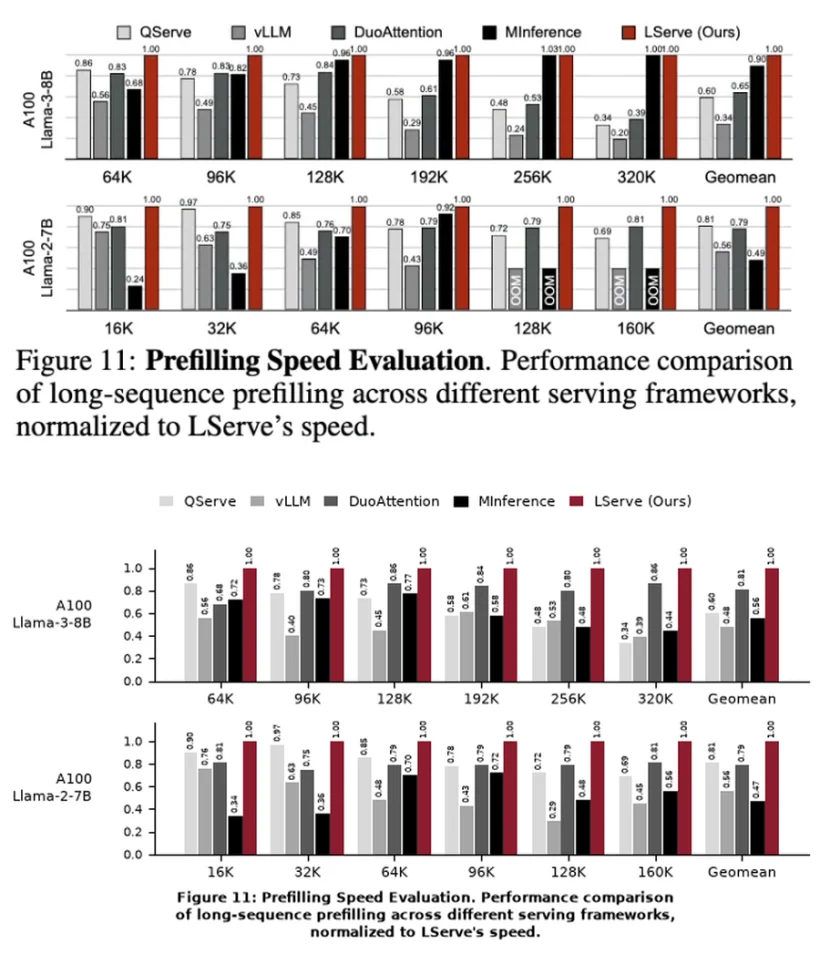 QServe vLLM DuoAttention MInference LServe (Ours)
A100
Llama-3-8B
0.86 0.56 0.83 0.68 1.00
0.78 0.49 0.83 0.82 1.00
0.73 0.45 0.84 0.96 1.00
0.58 0.29 0.61 0.96 1.00
0.48 0.24 0.53 1.03 1.00
0.34 0.20 0.39 1.00 1.00
0.60 0.34 0.65 0.90 1.00
64K 96K 128K 192K 256K 320K Geomean
A100
Llama-2-7B
0.90 0.75 0.81 0.24 1.00
0.97 0.63 0.75 0.36 1.00
0.85 0.49 0.76 0.70 1.00
0.78 0.43 0.79 0.92 1.00
0.72 OOM 0.79 OOM 1.00
0.69 OOM 0.81 OOM 1.00
0.81 0.56 0.79 0.49 1.00
16K 32K 64K 96K 128K 160K Geomean
Figure 11: Prefilling Speed Evaluation. Performance comparison
of long-sequence prefilling across different serving frameworks,
normalized to LServe's speed.
QServe vLLM DuoAttention MInference LServe (Ours)
A100
Llama-3-8B
1.0
0.8
0.6
0.4
0.2
0.0
0.86 0.56 0.68 0.72 1.00
0.78 0.40 0.80 0.73 1.00
0.73 0.45 0.86 0.77 1.00
0.58 0.61 0.84 0.58 1.00
0.48 0.53 0.80 0.48 1.00
0.34 0.39 0.86 0.44 1.00
0.60 0.48 0.81 0.56 1.00
64K 96K 128K 192K 256K 320K Geomean
A100
Llama-2-7B
1.0
0.8
0.6
0.4
0.2
0.0
0.90 0.76 0.81 0.34 1.00
0.97 0.63 0.75 0.36 1.00
0.85 0.48 0.79 0.70 1.00
0.78 0.43 0.79 0.72 1.00
0.72 0.29 0.79 0.48 1.00
0.69 0.45 0.81 0.56 1.00
0.81 0.56 0.79 0.47 1.00
16K 32K 64K 96K 128K 160K Geomean
Figure 11: Prefilling Speed Evaluation. Performance comparison
of long-sequence prefilling across different serving frameworks,
normalized to LServe's speed.